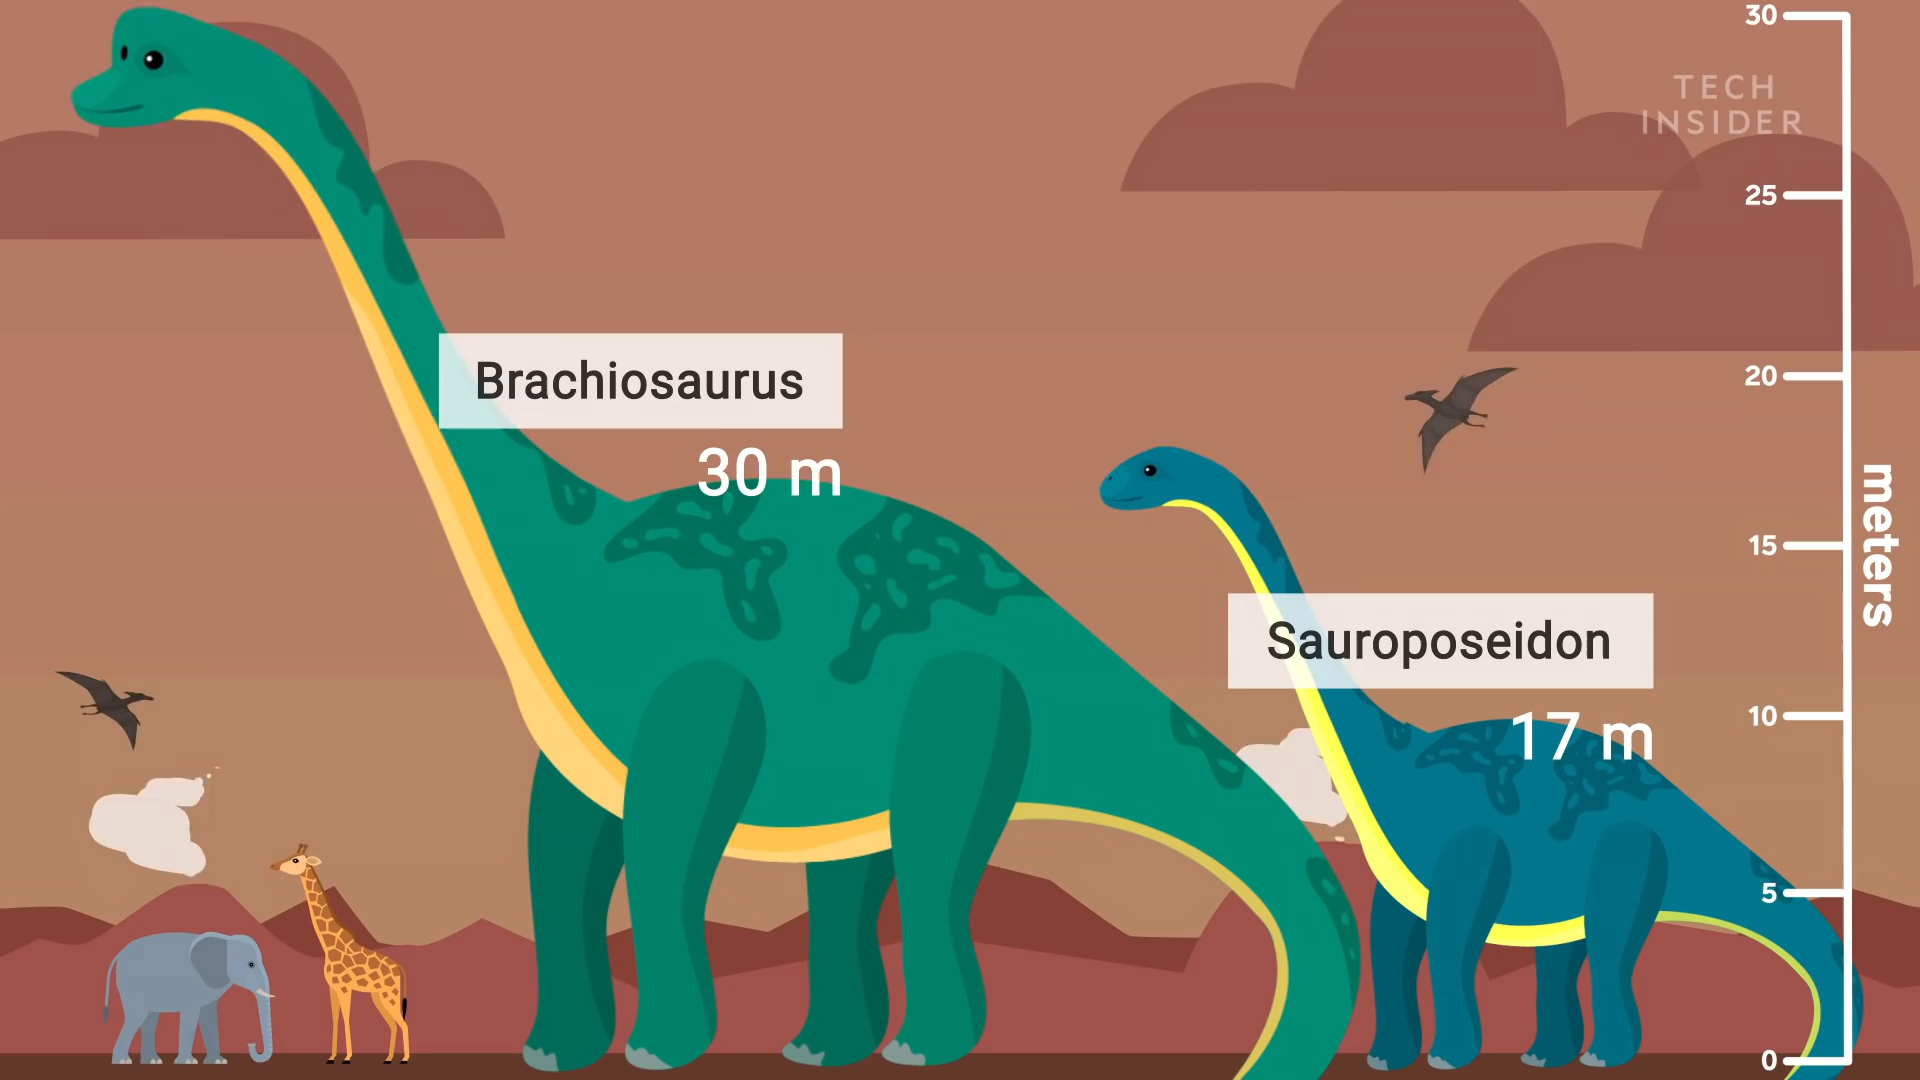 TECH
INSIDER
Brachiosaurus
30 m
Sauroposeidon
17 m
30
25
20
15
10
5
0
meters